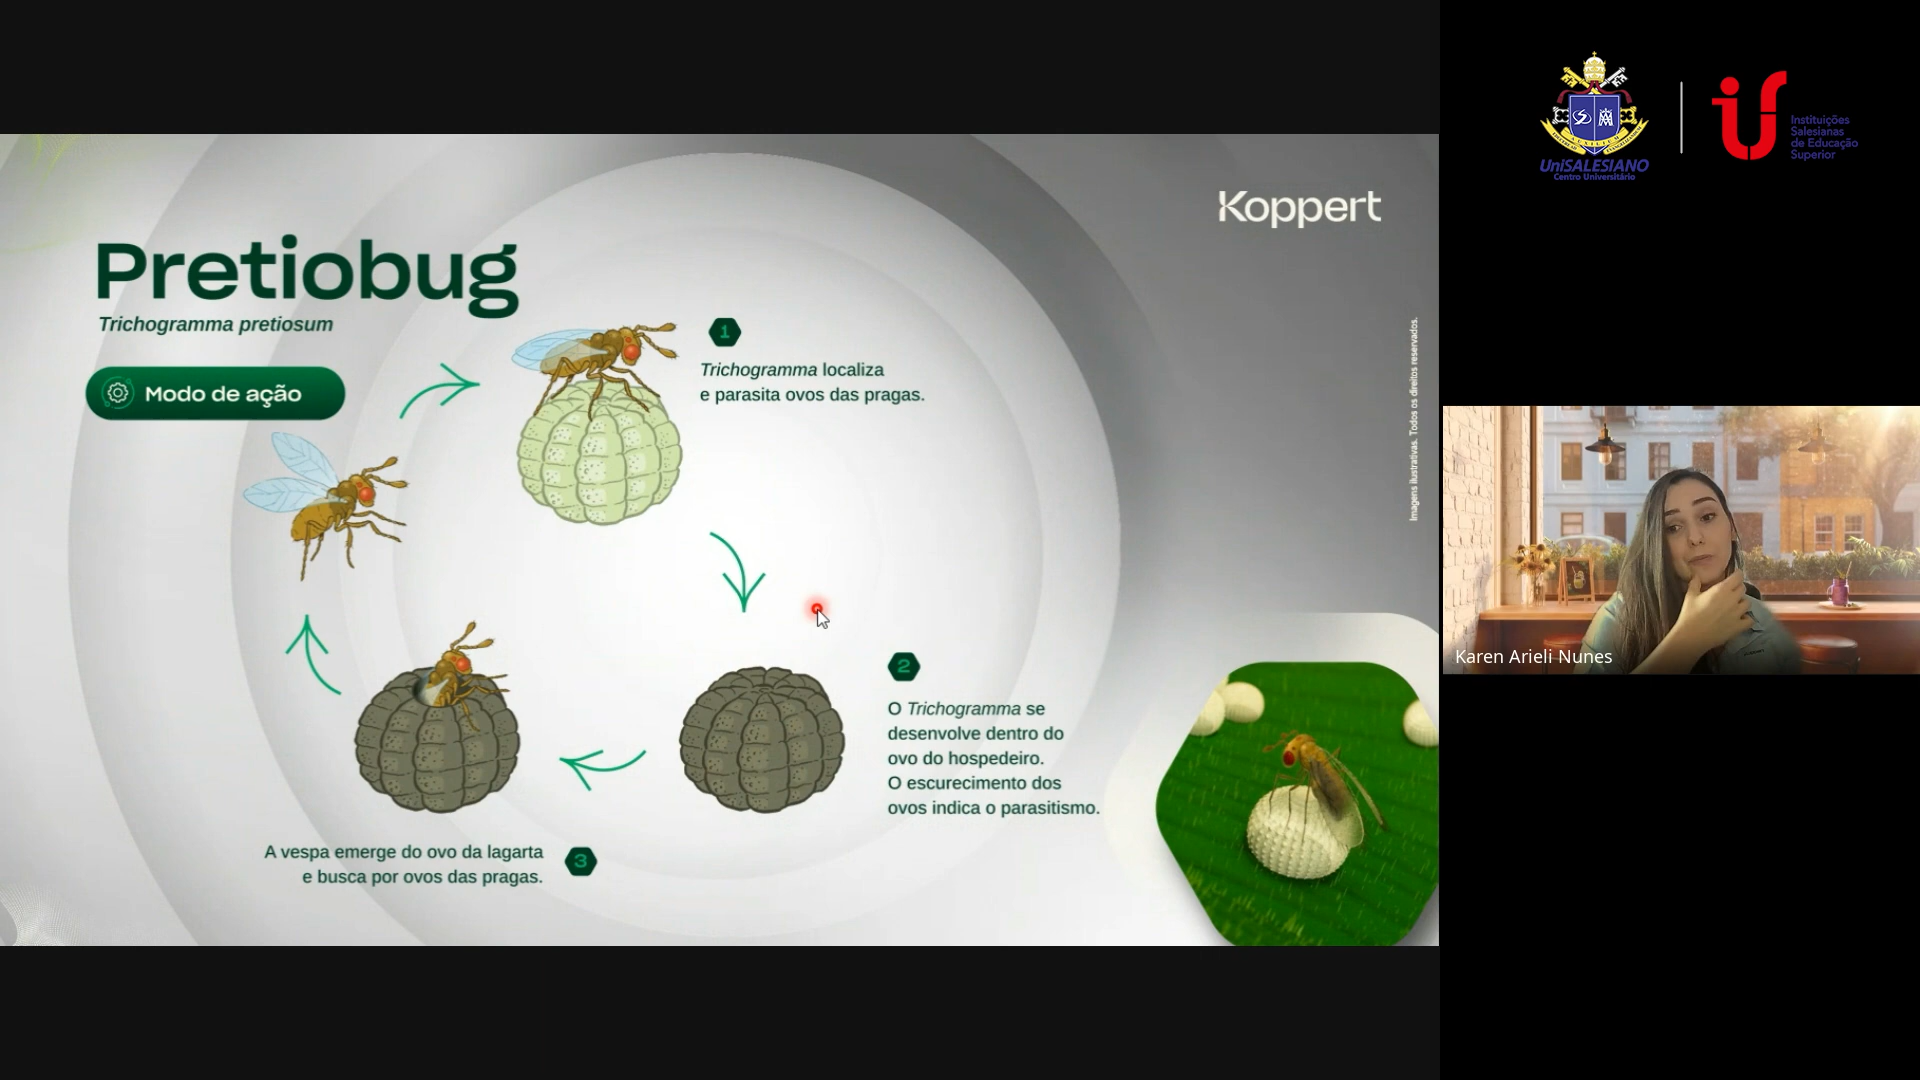 Koppert
Pretiobug
Trichogramma pretiosum
Modo de ação
1
Trichogramma localiza
e parasita ovos das pragas.
2
O Trichogramma se
desenvolve dentro do
ovo do hospedeiro.
O escurecimento dos
ovos indica o parasitismo.
3
A vespa emerge do ovo da lagarta
e busca por ovos das pragas.
Imagens ilustrativas. Todos os direitos reservados.
UniSALESIANO
Centro Universitário
Instituições
Salesianas
de Educação
Superior
Karen Arieli Nunes